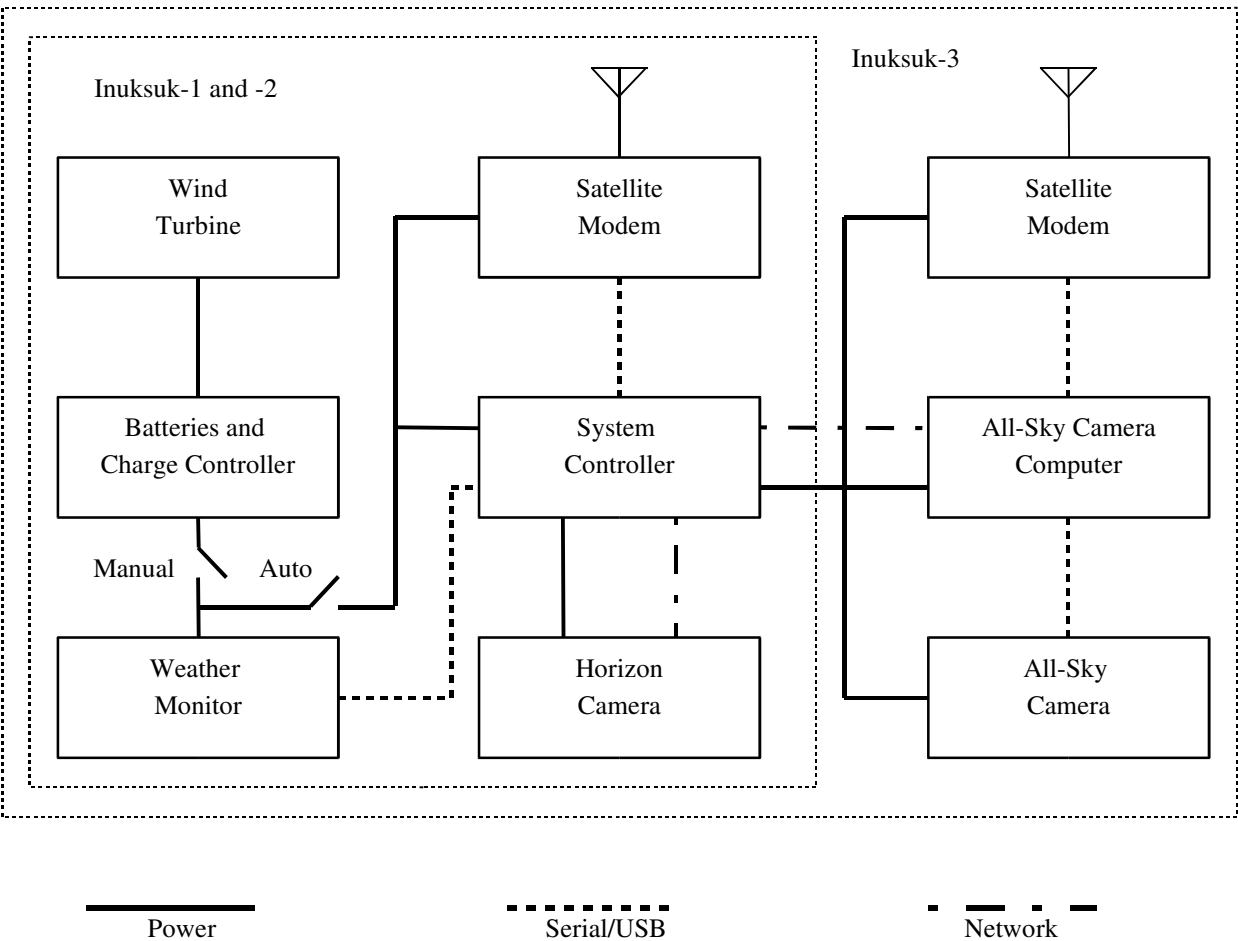 Inuksuk-1 and -2
Inuksuk-3
Wind
Turbine
Satellite
Modem
Satellite
Modem
Batteries and
Charge Controller
System
Controller
All-Sky Camera
Computer
Manual
Auto
Weather
Monitor
Horizon
Camera
All-Sky
Camera
Power
Serial/USB
Network